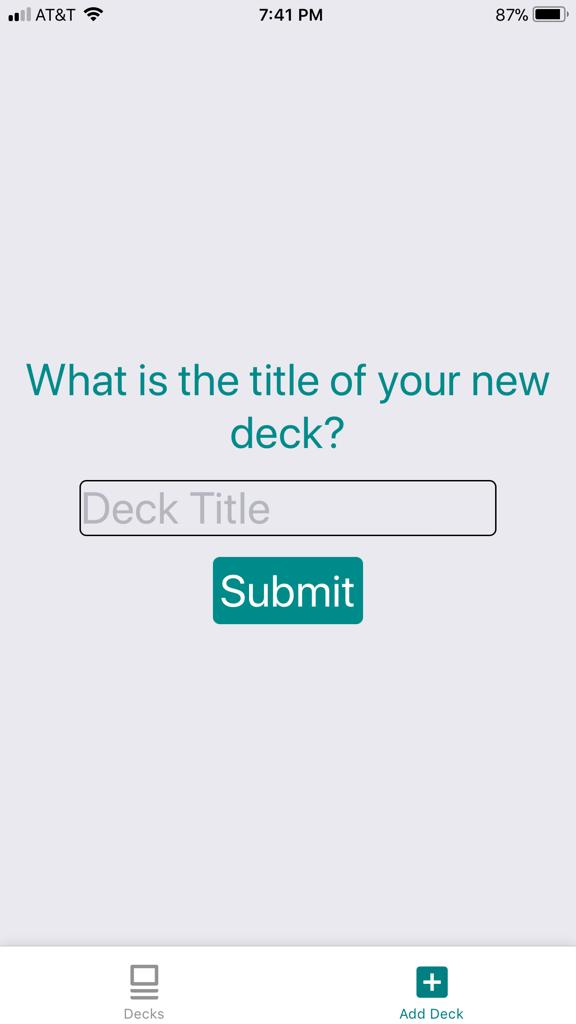 AT&T 7:41 PM 87%
What is the title of your new
deck?
Deck Title
Submit
Decks Add Deck